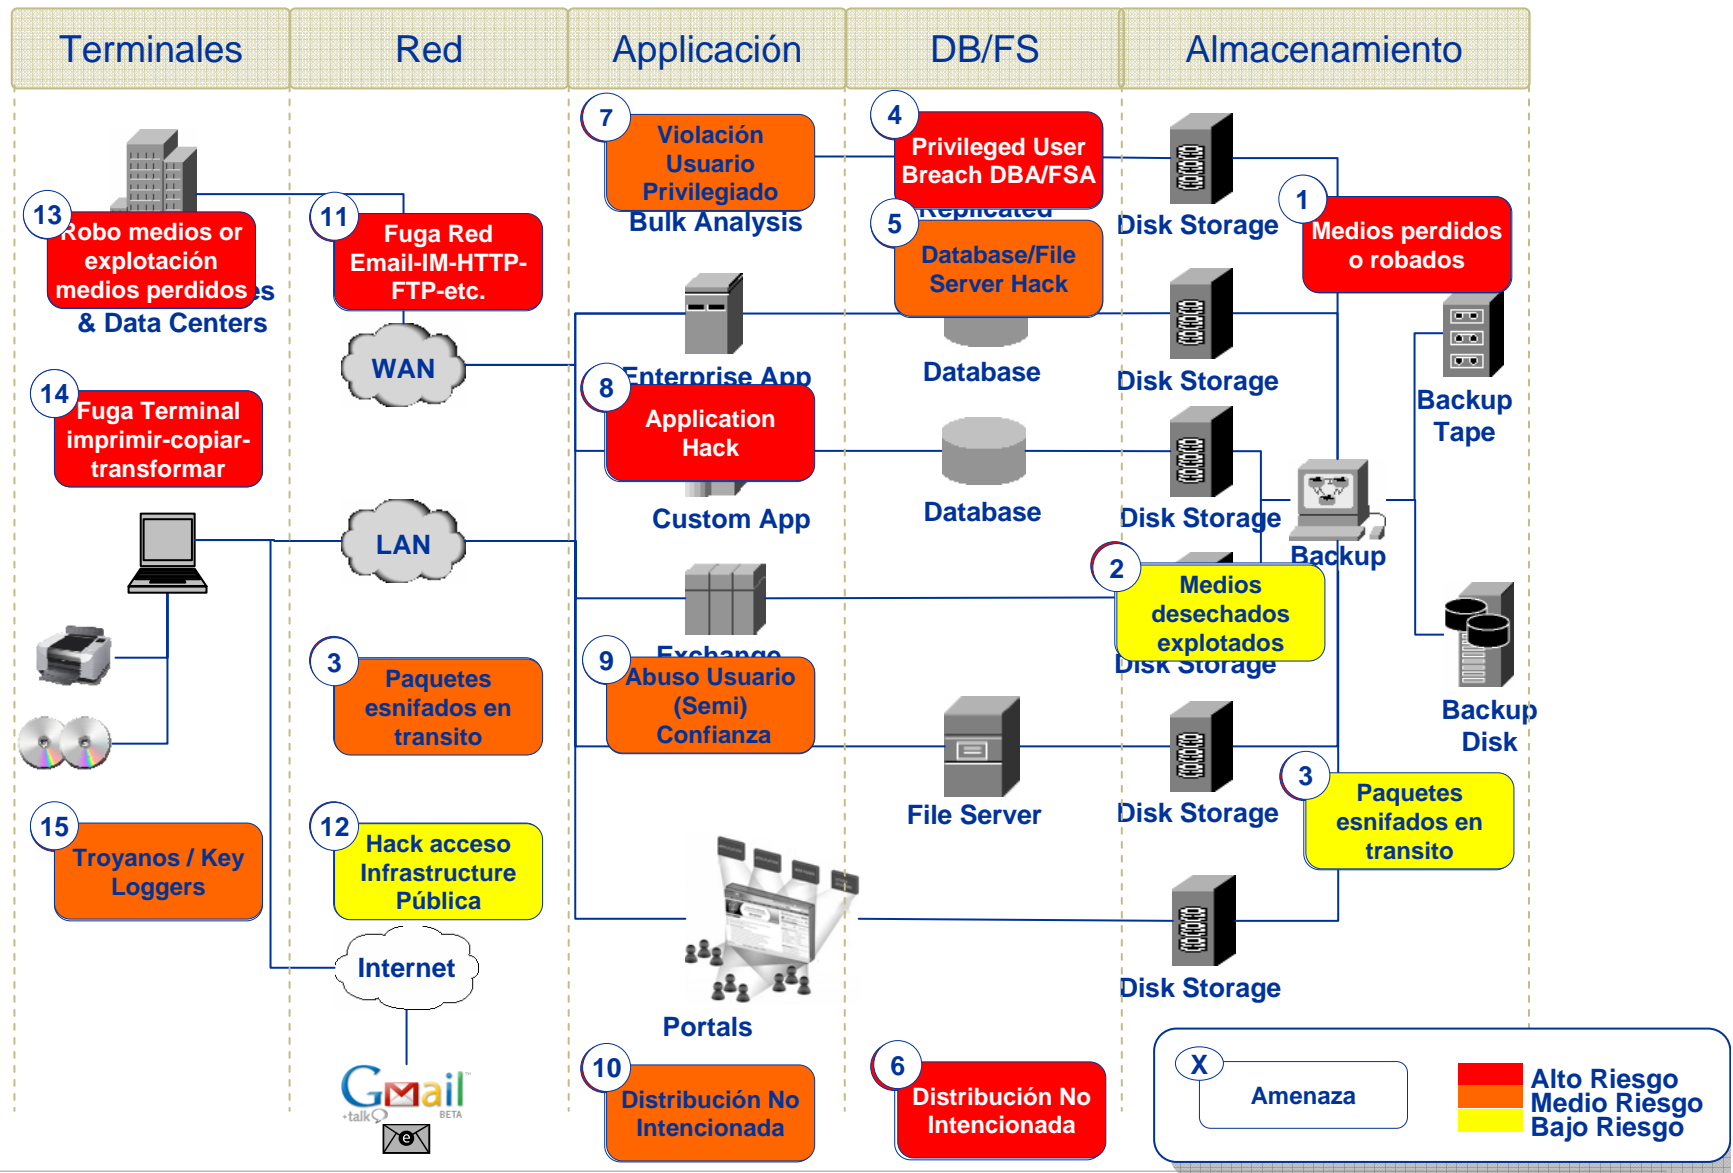 Terminales
Red
Applicación
DB/FS
Almacenamiento
7
Violación
Usuario
Privilegiado
Bulk Analysis
4
Privileged User
Breach DBA/FSA
Replicated
Disk Storage
1
Medios perdidos
o robados
13
Robo medios or
explotación
medios perdidos
es
& Data Centers
11
Fuga Red
Email-IM-HTTP-
FTP-etc.
5
Database/File
Server Hack
WAN
Enterprise App
Database
Disk Storage
Backup
Tape
14
Fuga Terminal
imprimir-copiar-
transformar
8
Application
Hack
Custom App
Database
Disk Storage
Backup
LAN
2
Medios
desechados
explotados
Disk Storage
Exchange
3
Paquetes
esnifados en
transito
9
Abuso Usuario
(Semi)
Confianza
Backup
Disk
File Server
Disk Storage
3
Paquetes
esnifados en
transito
15
Troyanos / Key
Loggers
12
Hack acceso
Infrastructure
Pública
Internet
Disk Storage
Portals
GMail
+talk
BETA
10
Distribución No
Intencionada
6
Distribución No
Intencionada
X
Amenaza
Alto Riesgo
Medio Riesgo
Bajo Riesgo